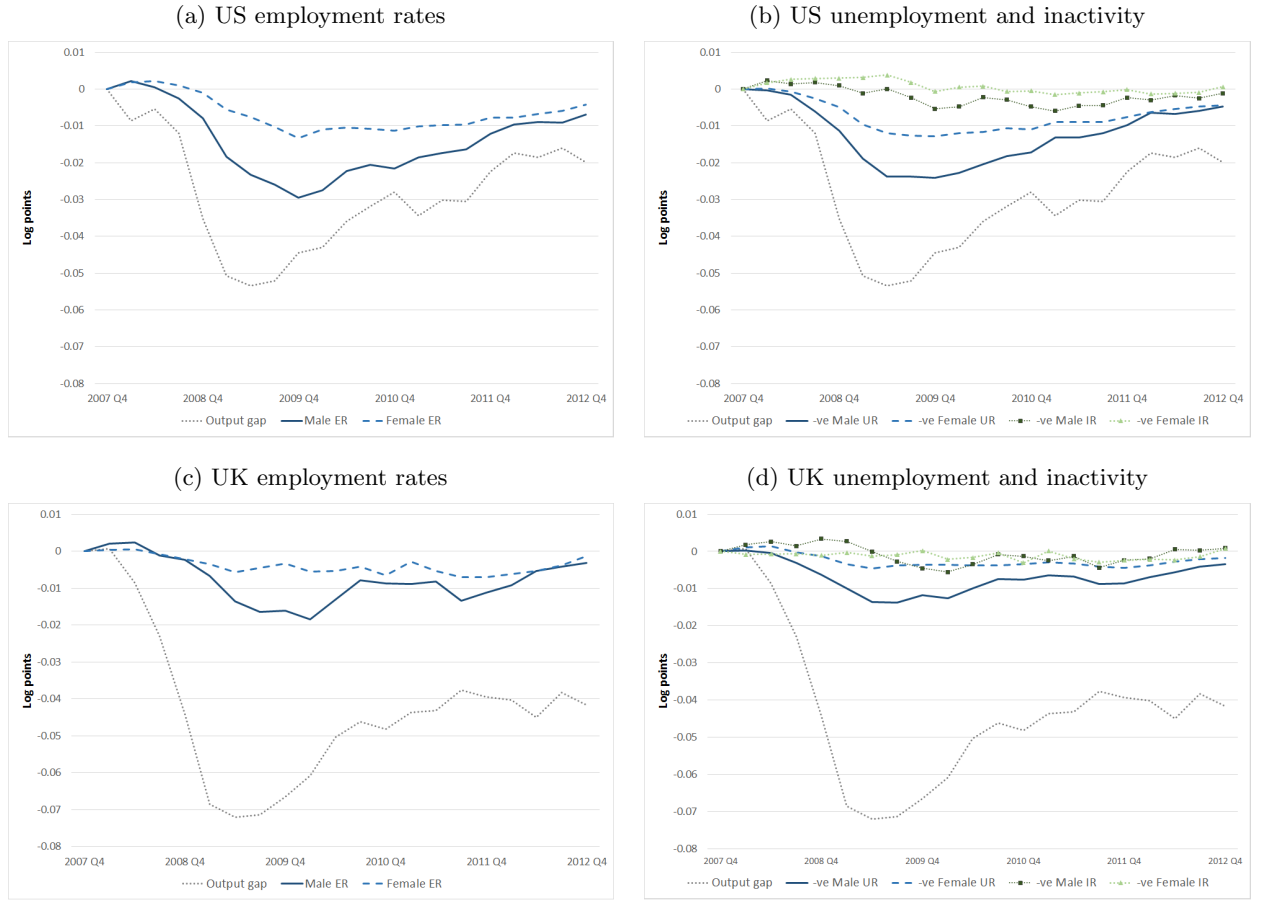 (a) US employment rates
0.01
0
-0.01
-0.02
-0.03
-0.04
-0.05
-0.06
-0.07
-0.08
Log points
2007 Q4 2008 Q4 2009 Q4 2010 Q4 2011 Q4 2012 Q4
Output gap Male ER Female ER
(b) US unemployment and inactivity
0.01
0
-0.01
-0.02
-0.03
-0.04
-0.05
-0.06
-0.07
-0.08
Log points
2007 Q4 2008 Q4 2009 Q4 2010 Q4 2011 Q4 2012 Q4
Output gap -ve Male UR -ve Female UR -ve Male IR -ve Female IR
(c) UK employment rates
0.01
0
-0.01
-0.02
-0.03
-0.04
-0.05
-0.06
-0.07
-0.08
Log points
2007 Q4 2008 Q4 2009 Q4 2010 Q4 2011 Q4 2012 Q4
Output gap Male ER Female ER
(d) UK unemployment and inactivity
0.01
0
-0.01
-0.02
-0.03
-0.04
-0.05
-0.06
-0.07
-0.08
Log points
2007 Q4 2008 Q4 2009 Q4 2010 Q4 2011 Q4 2012 Q4
Output gap -ve Male UR -ve Female UR -ve Male IR -ve Female IR